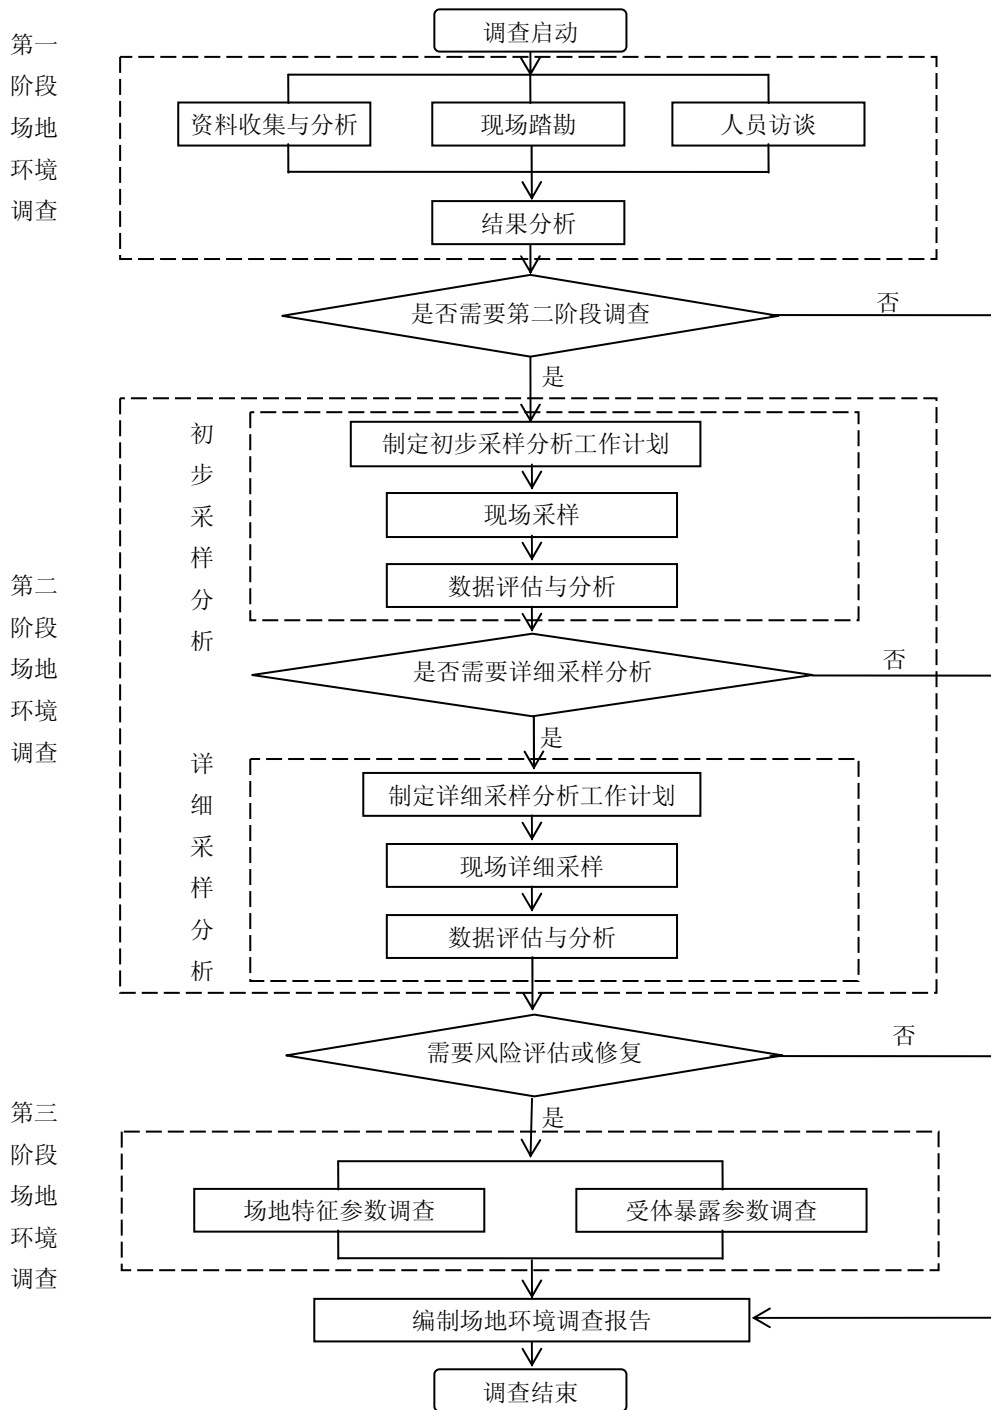 调查启动
第一
阶段
场地
环境
调查
资料收集与分析
现场踏勘
人员访谈
结果分析
是否需要第二阶段调查
否
是
第二
阶段
场地
环境
调查
初
步
采
样
分
析
制定初步采样分析工作计划
现场采样
数据评估与分析
是否需要详细采样分析
否
是
详
细
采
样
分
析
制定详细采样分析工作计划
现场详细采样
数据评估与分析
需要风险评估或修复
否
是
第三
阶段
场地
环境
调查
场地特征参数调查
受体暴露参数调查
编制场地环境调查报告
调查结束